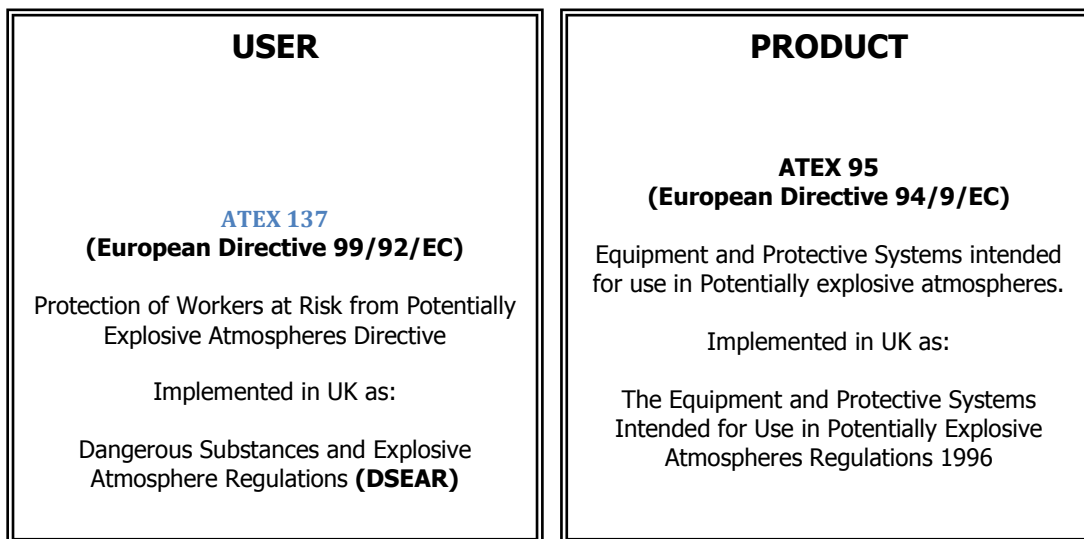 USER
ATEX 137
(European Directive 99/92/EC)
Protection of Workers at Risk from Potentially
Explosive Atmospheres Directive
Implemented in UK as:
Dangerous Substances and Explosive
Atmosphere Regulations (DSEAR)
PRODUCT
ATEX 95
(European Directive 94/9/EC)
Equipment and Protective Systems intended
for use in Potentially explosive atmospheres.
Implemented in UK as:
The Equipment and Protective Systems
Intended for Use in Potentially Explosive
Atmospheres Regulations 1996